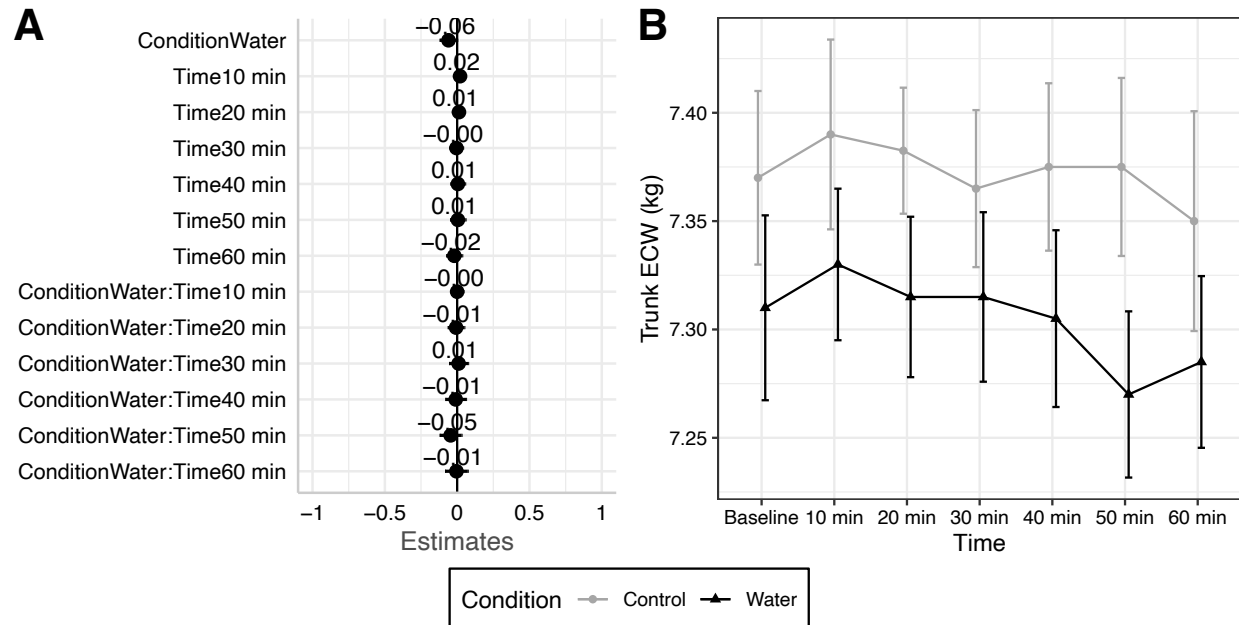 A
ConditionWater
−0.06
Time10 min
0.02
Time20 min
0.01
Time30 min
−0.00
Time40 min
0.01
Time50 min
0.01
Time60 min
−0.02
ConditionWater:Time10 min
−0.00
ConditionWater:Time20 min
−0.01
ConditionWater:Time30 min
0.01
ConditionWater:Time40 min
−0.01
ConditionWater:Time50 min
−0.05
ConditionWater:Time60 min
−0.01
−1 −0.5 0 0.5 1
Estimates
B
Trunk ECW (kg)
7.40
7.35
7.30
7.25
Baseline 10 min 20 min 30 min 40 min 50 min 60 min
Time
Condition Control Water